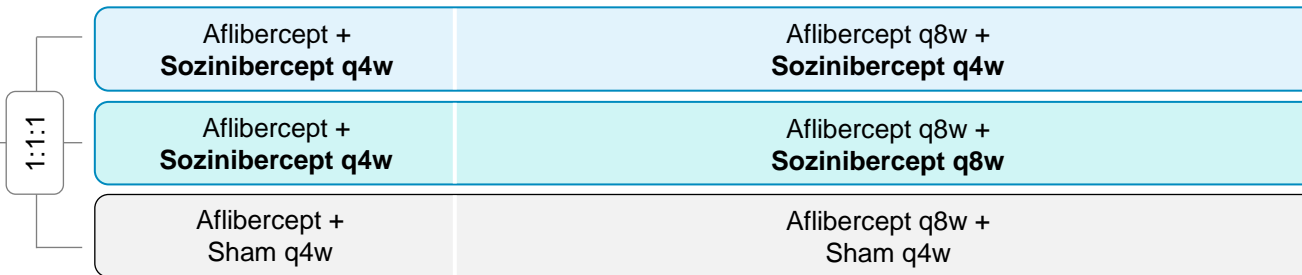 1:1:1
Aflibercept +
Sozinibercept q4w
Aflibercept q8w +
Sozinibercept q4w
Aflibercept +
Sozinibercept q4w
Aflibercept q8w +
Sozinibercept q8w
Aflibercept +
Sham q4w
Aflibercept q8w +
Sham q4w